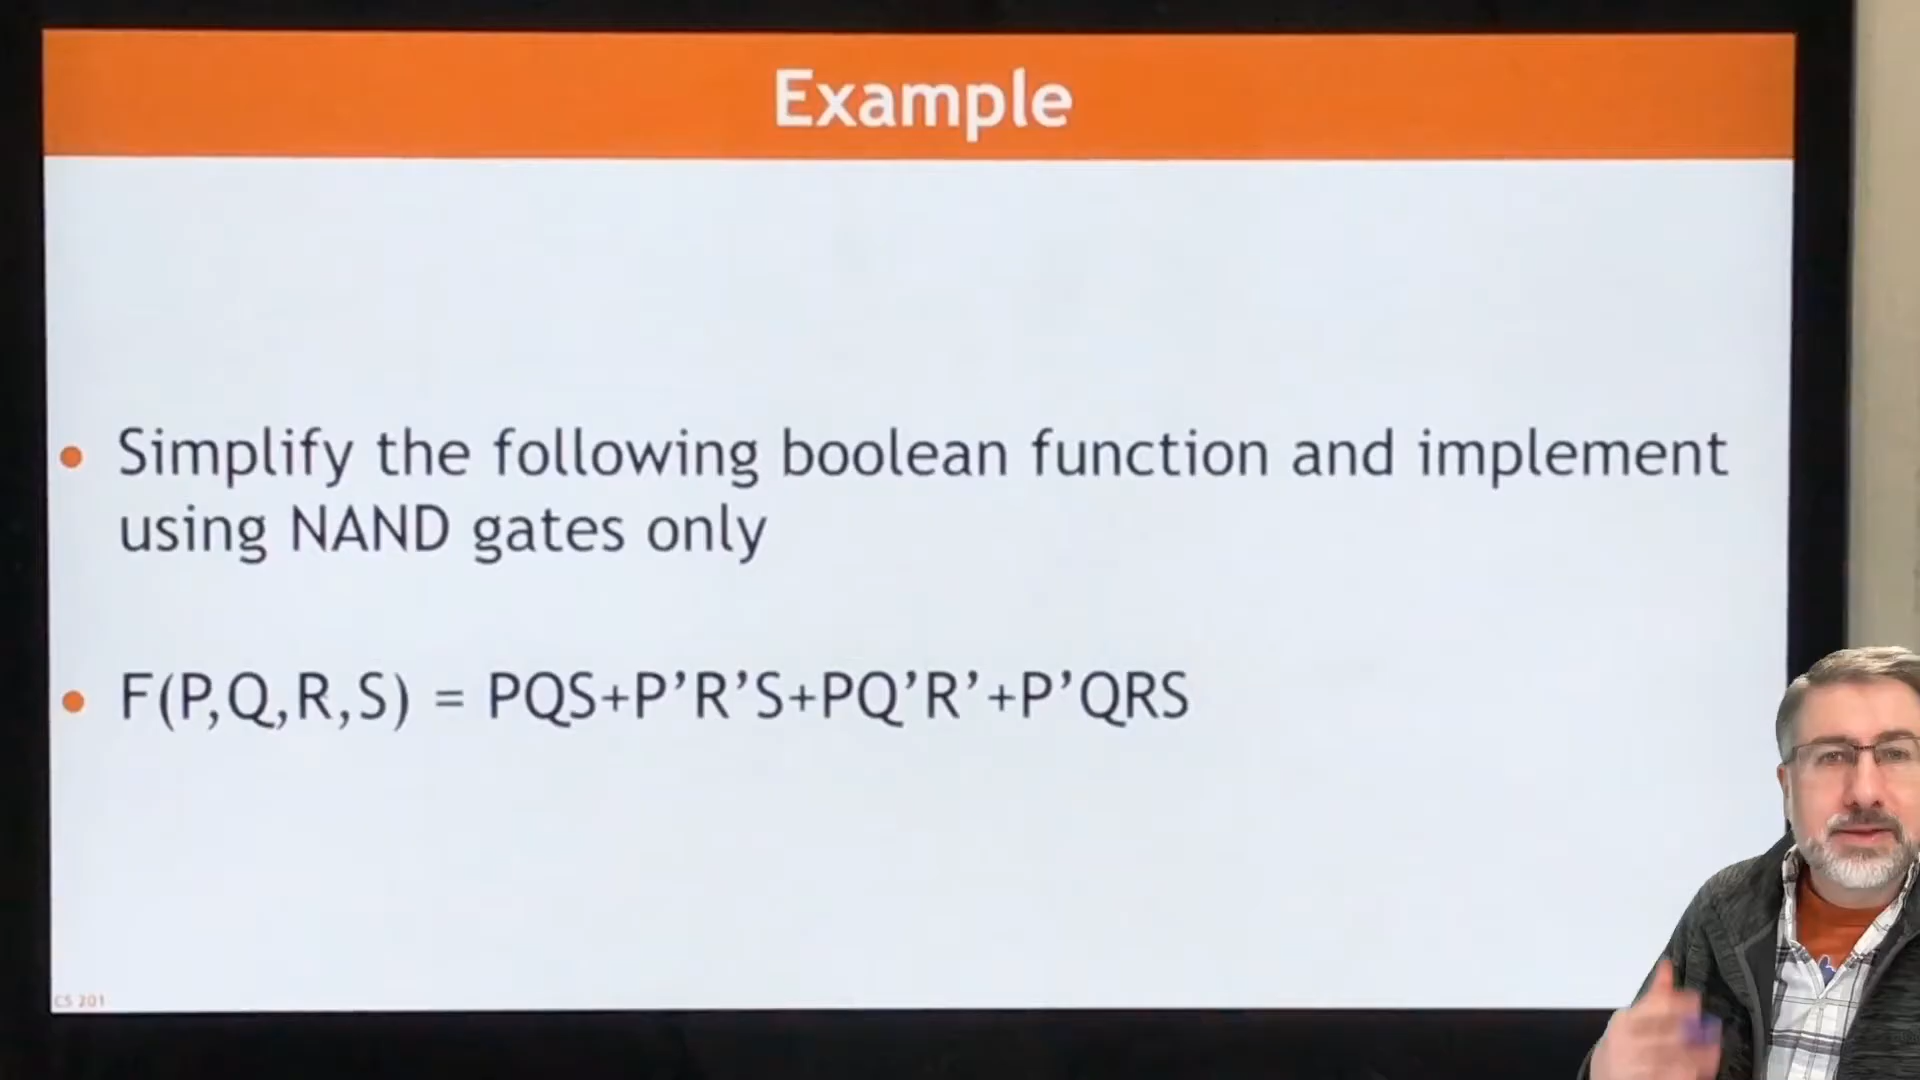 Example
• Simplify the following boolean function and implement
using NAND gates only
• F(P,Q,R,S) = PQS+P’R’S+PQ’R’+P’QRS
CS 201